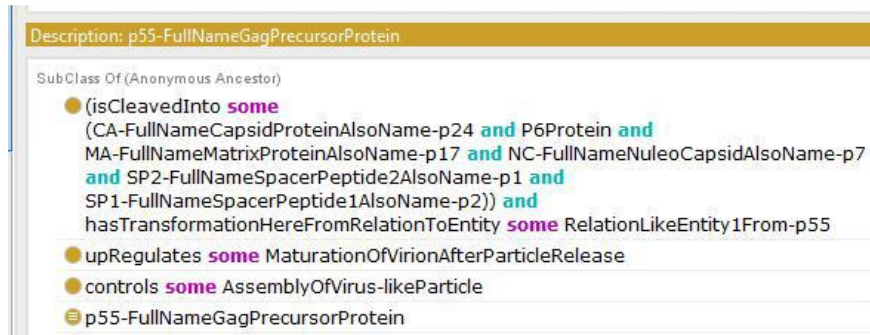 Description: p55-FullNameGagPrecursorProtein
SubClass Of (Anonymous Ancestor)
(isCleavedInto some
(CA-FullNameCapsidProteinAlsoName-p24 and P6Protein and
MA-FullNameMatrixProteinAlsoName-p17 and NC-FullNameNuleoCapsidAlsoName-p7
and SP2-FullNameSpacerPeptide2AlsoName-p1 and
SP1-FullNameSpacerPeptide1AlsoName-p2)) and
hasTransformationHereFromRelationToEntity some RelationLikeEntity1From-p55
upRegulates some MaturationOfVirionAfterParticleRelease
controls some AssemblyOfVirus-likeParticle
p55-FullNameGagPrecursorProtein